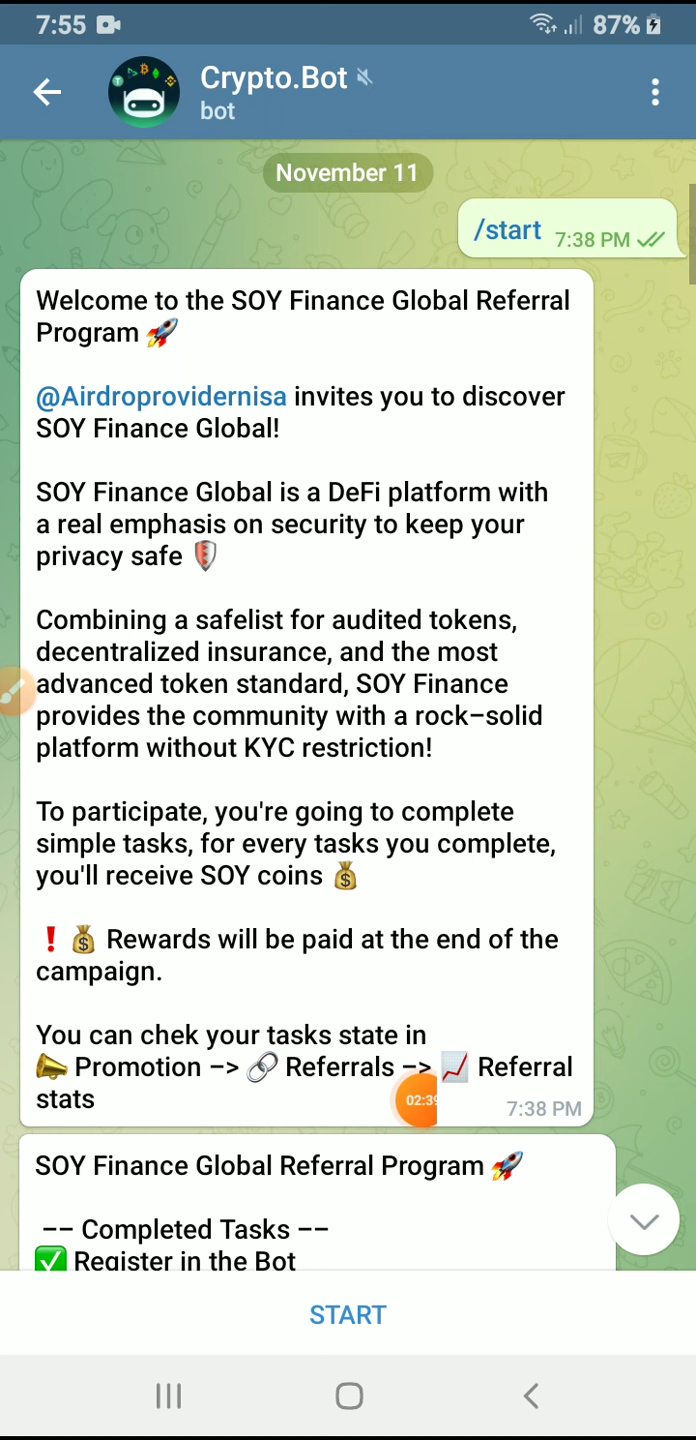 7:55
87%
Crypto.Bot
bot
November 11
/start 7:38 PM
Welcome to the SOY Finance Global Referral
Program 🚀
@Airdroprovidernisa invites you to discover
SOY Finance Global!
SOY Finance Global is a DeFi platform with
a real emphasis on security to keep your
privacy safe 🛡
Combining a safelist for audited tokens,
decentralized insurance, and the most
advanced token standard, SOY Finance
provides the community with a rock–solid
platform without KYC restriction!
To participate, you're going to complete
simple tasks, for every tasks you complete,
you'll receive SOY coins 💰
❗ 💰 Rewards will be paid at the end of the
campaign.
You can chek your tasks state in
📣 Promotion –> 🔗 Referrals –> 📈 Referral
stats
02:39
7:38 PM
SOY Finance Global Referral Program 🚀
–– Completed Tasks ––
✅ Register in the Bot
START